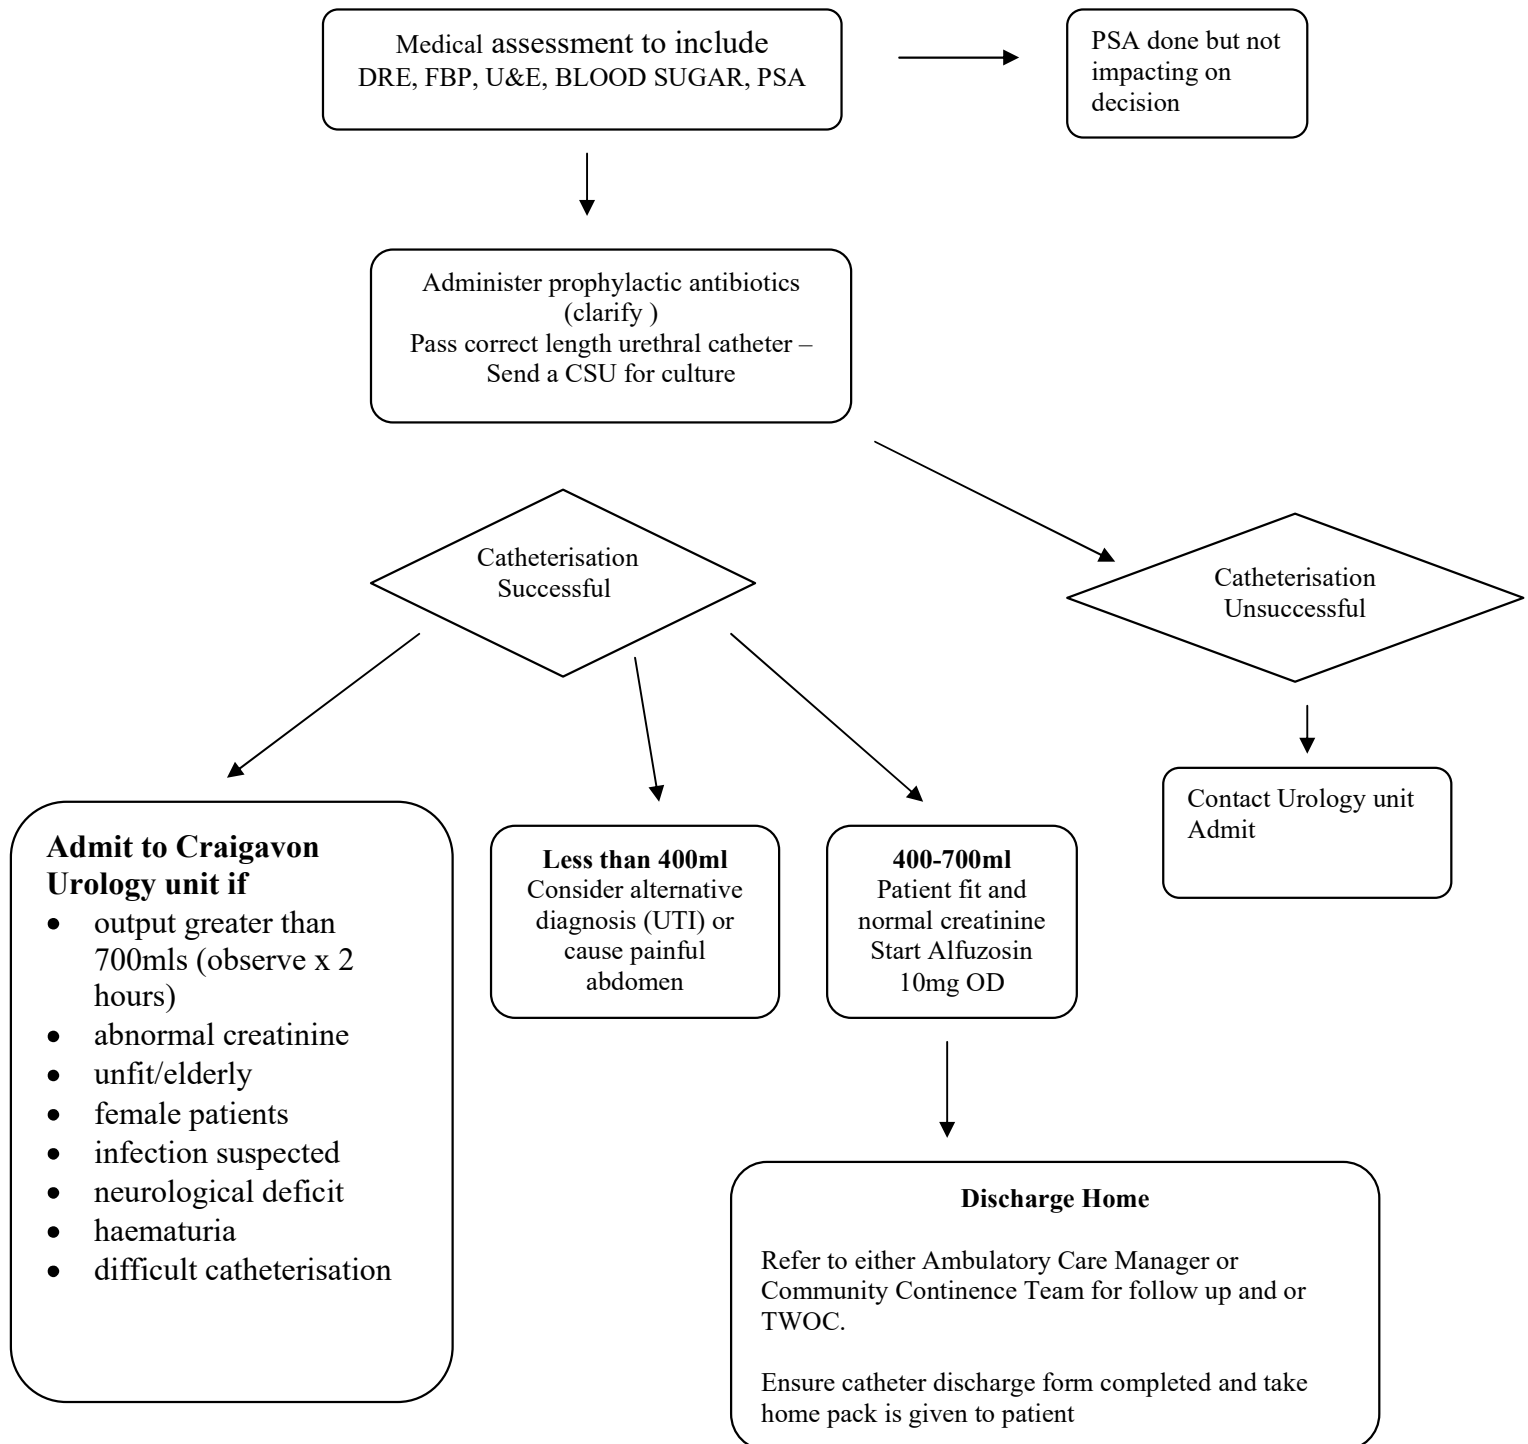 Medical assessment to include
DRE, FBP, U&E, BLOOD SUGAR, PSA
PSA done but not
impacting on
decision
Administer prophylactic antibiotics
(clarify )
Pass correct length urethral catheter –
Send a CSU for culture
Catheterisation
Successful
Catheterisation
Unsuccessful
Admit to Craigavon
Urology unit if
• output greater than
700mls (observe x 2
hours)
• abnormal creatinine
• unfit/elderly
• female patients
• infection suspected
• neurological deficit
• haematuria
• difficult catheterisation
Less than 400ml
Consider alternative
diagnosis (UTI) or
cause painful
abdomen
400-700ml
Patient fit and
normal creatinine
Start Alfuzosin
10mg OD
Contact Urology unit
Admit
Discharge Home
Refer to either Ambulatory Care Manager or
Community Continence Team for follow up and or
TWOC.
Ensure catheter discharge form completed and take
home pack is given to patient